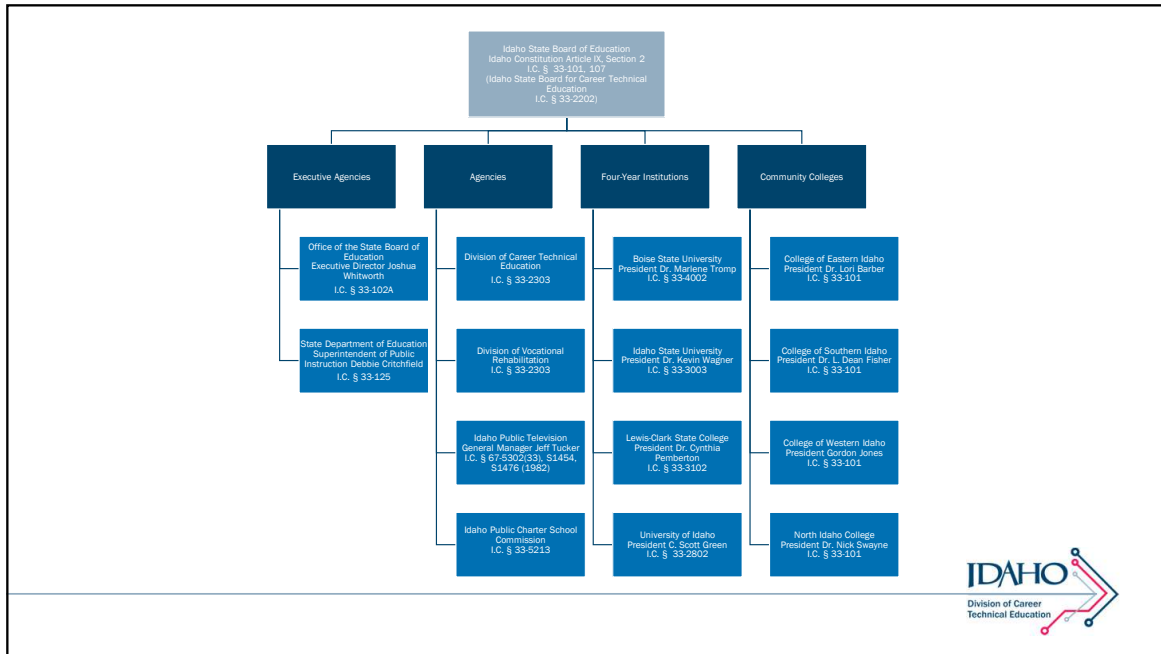 Idaho State Board of Education
Idaho Constitution Article IX, Section 2
I.C. § 33-101, 107
(Idaho State Board for Career Technical
Education
I.C. § 33-2202)
Executive Agencies
Agencies
Four-Year Institutions
Community Colleges
Office of the State Board of
Education
Executive Director Joshua
Whitworth
I.C. § 33-102A
State Department of Education
Superintendent of Public
Instruction Debbie Critchfield
I.C. § 33-125
Division of Career Technical
Education
I.C. § 33-2303
Division of Vocational
Rehabilitation
I.C. § 33-2303
Idaho Public Television
General Manager Jeff Tucker
I.C. § 67-5302(33), S1454,
S1476 (1982)
Idaho Public Charter School
Commission
I.C. § 33-5213
Boise State University
President Dr. Marlene Tromp
I.C. § 33-4002
Idaho State University
President Dr. Kevin Wagner
I.C. § 33-3003
Lewis-Clark State College
President Dr. Cynthia
Pemberton
I.C. § 33-3102
University of Idaho
President C. Scott Green
I.C. § 33-2802
College of Eastern Idaho
President Dr. Lori Barber
I.C. § 33-101
College of Southern Idaho
President Dr. L. Dean Fisher
I.C. § 33-101
College of Western Idaho
President Gordon Jones
I.C. § 33-101
North Idaho College
President Dr. Nick Swayne
I.C. § 33-101
IDAHO
Division of Career
Technical Education